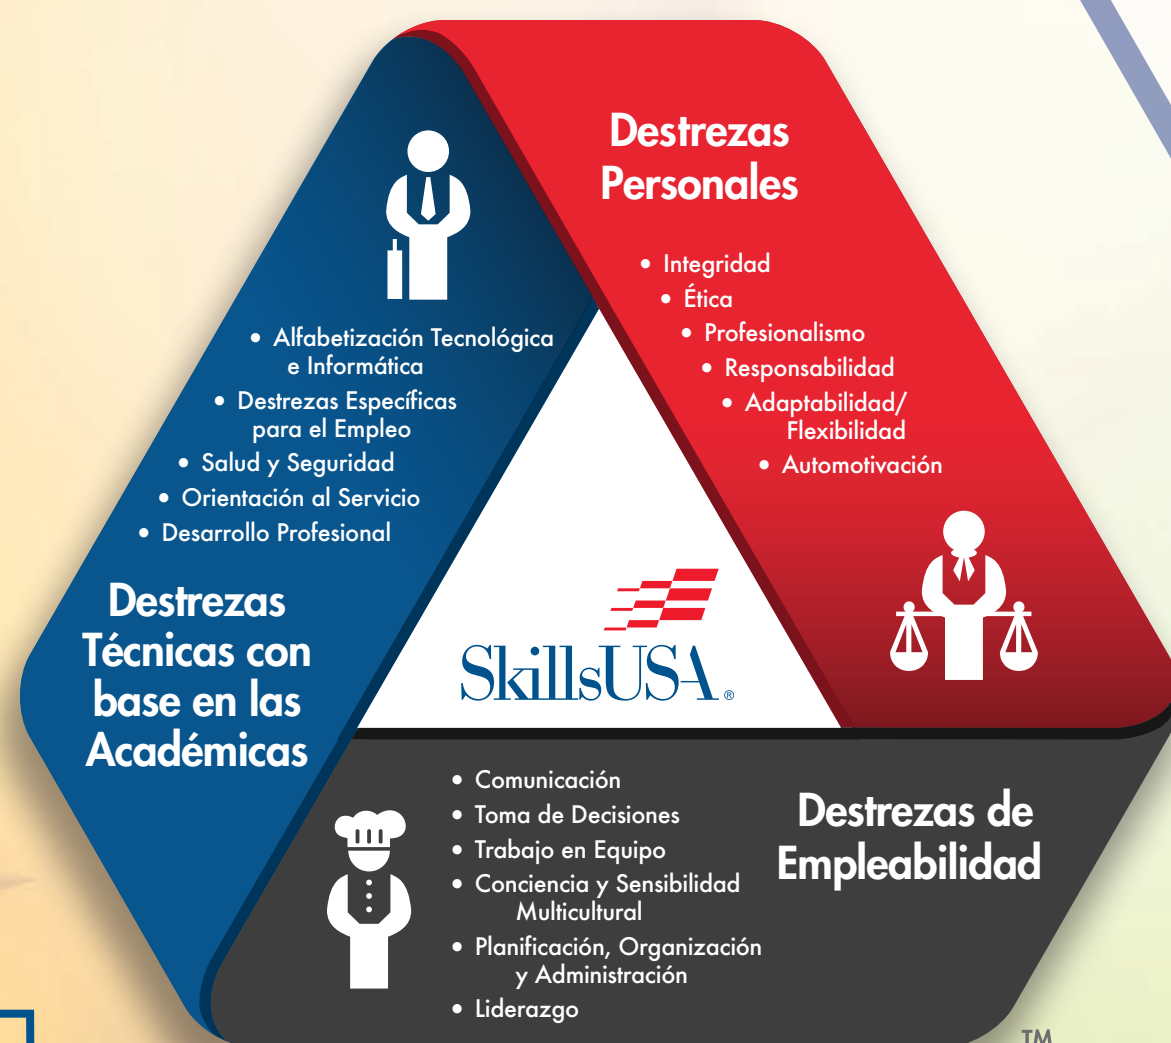 Destrezas
Personales
• Integridad
• Ética
• Profesionalismo
• Responsabilidad
• Adaptabilidad/
Flexibilidad
• Automotivación
• Alfabetización Tecnológica
e Informática
• Destrezas Específicas
para el Empleo
• Salud y Seguridad
• Orientación al Servicio
• Desarrollo Profesional
Destrezas
Técnicas con
base en las
Académicas
SkillsUSA®
• Comunicación
• Toma de Decisiones
• Trabajo en Equipo
• Conciencia y Sensibilidad
Multicultural
• Planificación, Organización
y Administración
• Liderazgo
Destrezas de
Empleabilidad
TM